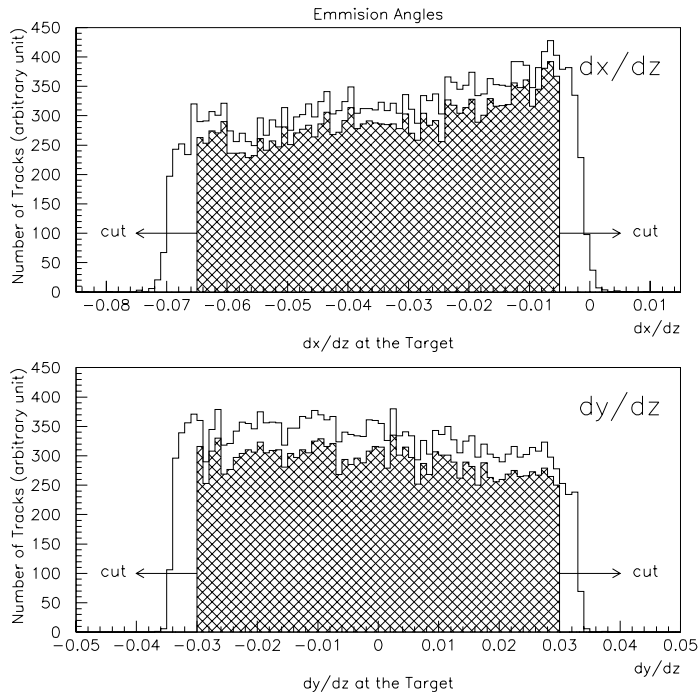 Emmision Angles
Number of Tracks (arbitrary unit)
450
400
350
300
250
200
150
100
50
0
dx/dz
cut
cut
-0.08 -0.07 -0.06 -0.05 -0.04 -0.03 -0.02 -0.01 0 0.01
dx/dz
dx/dz at the Target
Number of Tracks (arbitrary unit)
450
400
350
300
250
200
150
100
50
0
dy/dz
cut
cut
-0.05 -0.04 -0.03 -0.02 -0.01 0 0.01 0.02 0.03 0.04 0.05
dy/dz
dy/dz at the Target